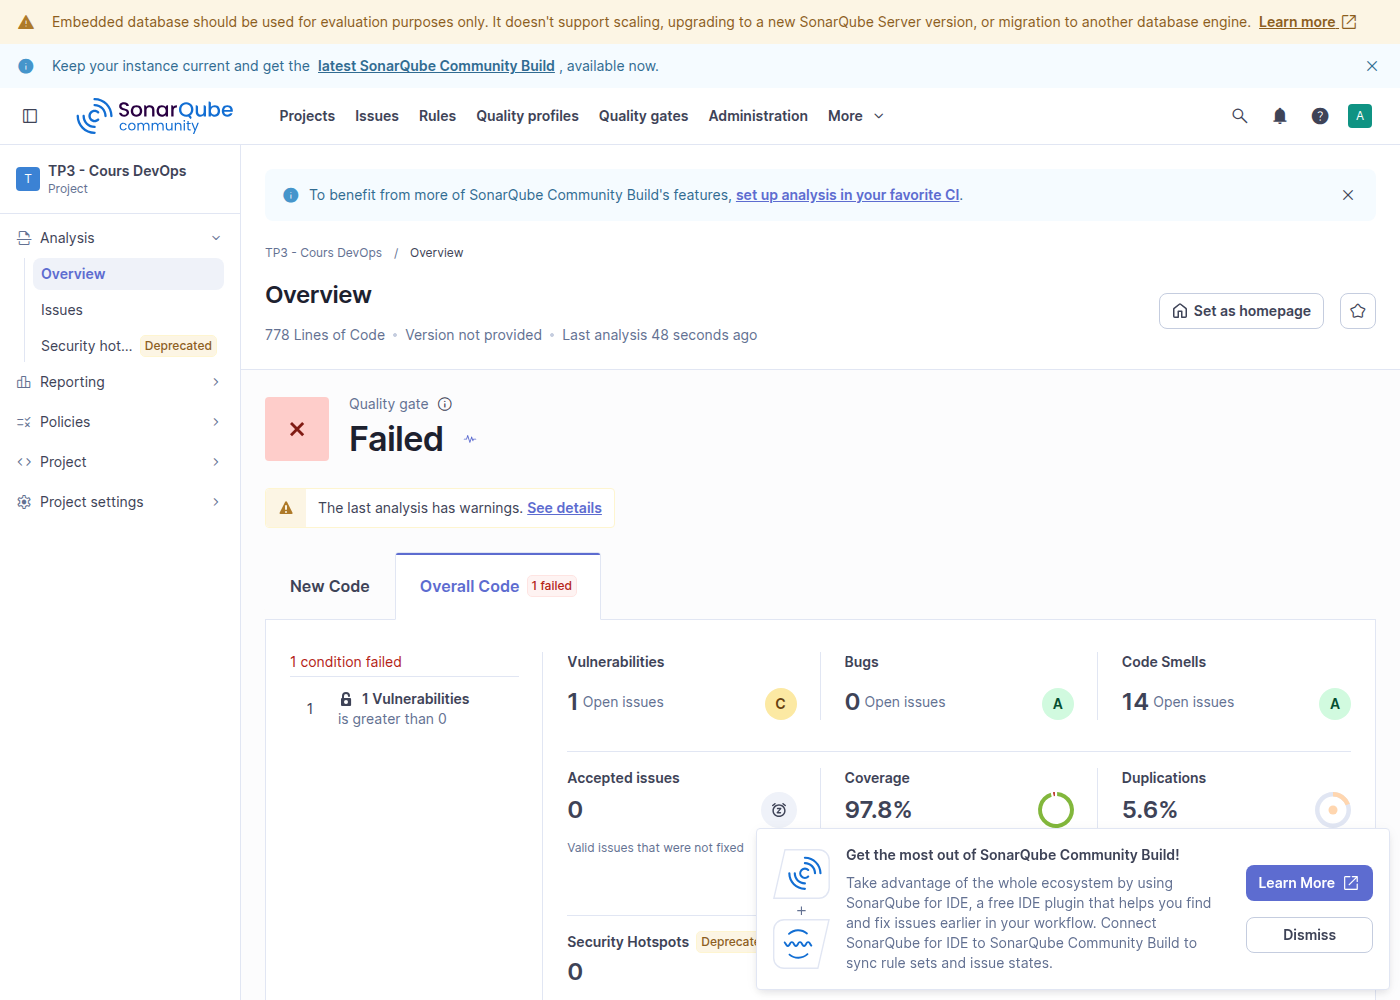 Embedded database should be used for evaluation purposes only. It doesn't support scaling, upgrading to a new SonarQube Server version, or migration to another database engine. Learn more
Keep your instance current and get the latest SonarQube Community Build , available now.
SonarQube community
Projects Issues Rules Quality profiles Quality gates Administration More
A
T
TP3 - Cours DevOps
Project
Analysis
Overview
Issues
Security hot... Deprecated
Reporting
Policies
Project
Project settings
To benefit from more of SonarQube Community Build's features, set up analysis in your favorite CI.
TP3 - Cours DevOps / Overview
Overview
Set as homepage
778 Lines of Code • Version not provided • Last analysis 48 seconds ago
Quality gate
Failed
The last analysis has warnings. See details
New Code
Overall Code 1 failed
1 condition failed
1 1 Vulnerabilities
is greater than 0
Vulnerabilities
1 Open issues C
Bugs
0 Open issues A
Code Smells
14 Open issues A
Accepted issues
0
Valid issues that were not fixed
Coverage
97.8%
Duplications
5.6%
Security Hotspots Deprecate
0
Get the most out of SonarQube Community Build!
Take advantage of the whole ecosystem by using
SonarQube for IDE, a free IDE plugin that helps you find
and fix issues earlier in your workflow. Connect
SonarQube for IDE to SonarQube Community Build to
sync rule sets and issue states.
Learn More
Dismiss